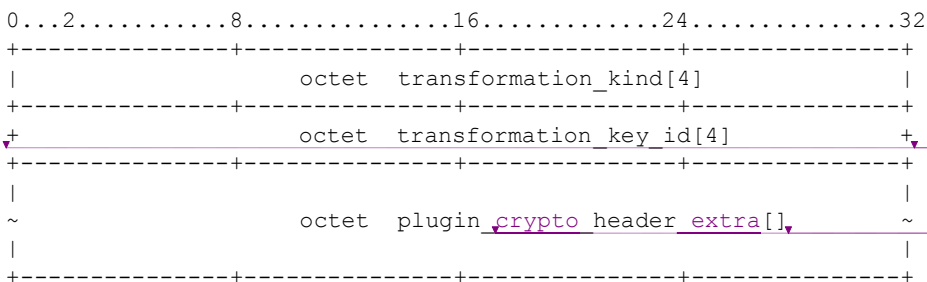 0...2...........8...............16.............24...............32
+---------------+---------------+---------------+---------------+
| octet transformation_kind[4] |
+---------------+---------------+---------------+---------------+
+ octet transformation_key_id[4] +
+---------------+---------------+---------------+---------------+
| |
~ octet plugin_crypto_header_extra[] ~
| |
+---------------+---------------+---------------+---------------+